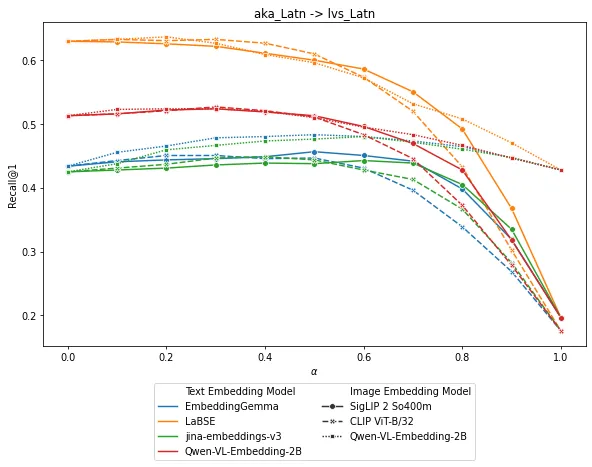 aka_Latn -> lvs_Latn
Recall@1
0.6
0.5
0.4
0.3
0.2
0.0
0.2
0.4
0.6
0.8
1.0
α
Text Embedding Model
EmbeddingGemma
LaBSE
jina-embeddings-v3
Qwen-VL-Embedding-2B
Image Embedding Model
SigLIP 2 So400m
CLIP ViT-B/32
Qwen-VL-Embedding-2B